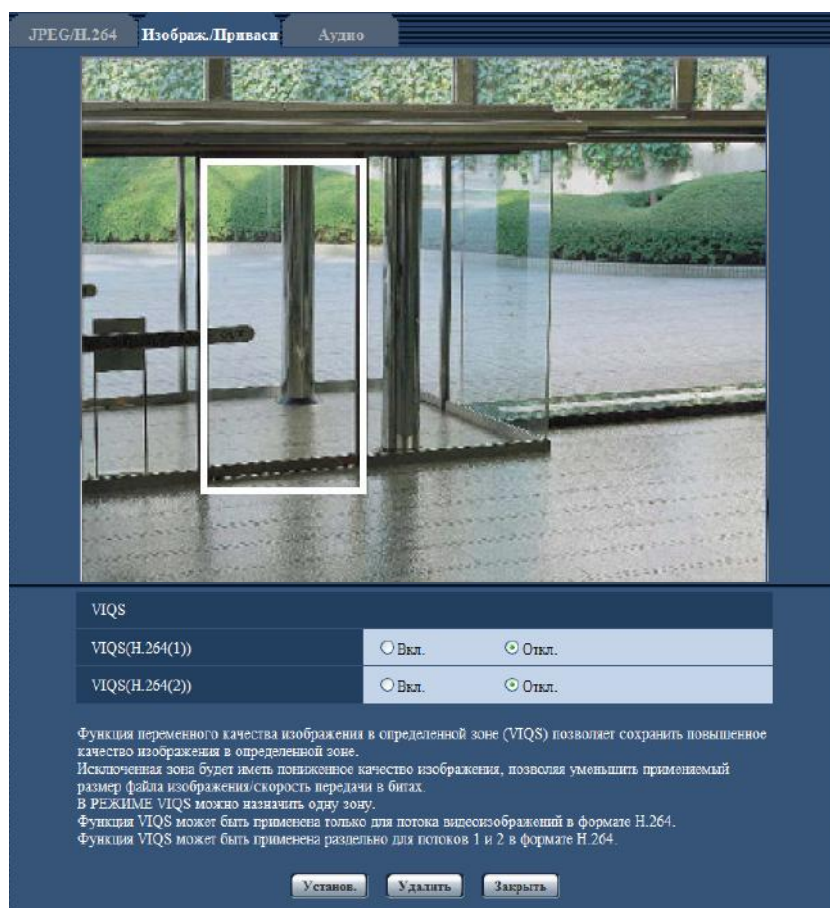 JPEG/H.264 Изображ./Приваси Аудио
VIQS
VIQS(H.264(1)) Вкл. Откл.
VIQS(H.264(2)) Вкл. Откл.
Функция переменного качества изображения в определенной зоне (VIQS) позволяет сохранить повышенное
качество изображения в определенной зоне.
Исключенная зона будет иметь пониженное качество изображения, позволяя уменьшить применяемый
размер файла изображения/скорость передачи в битах.
В РЕЖИМЕ VIQS можно назначить одну зону.
Функция VIQS может быть применена только для потока видеоизображений в формате H.264.
Функция VIQS может быть применена раздельно для потоков 1 и 2 в формате H.264.
Установ. Удалить Закрыть